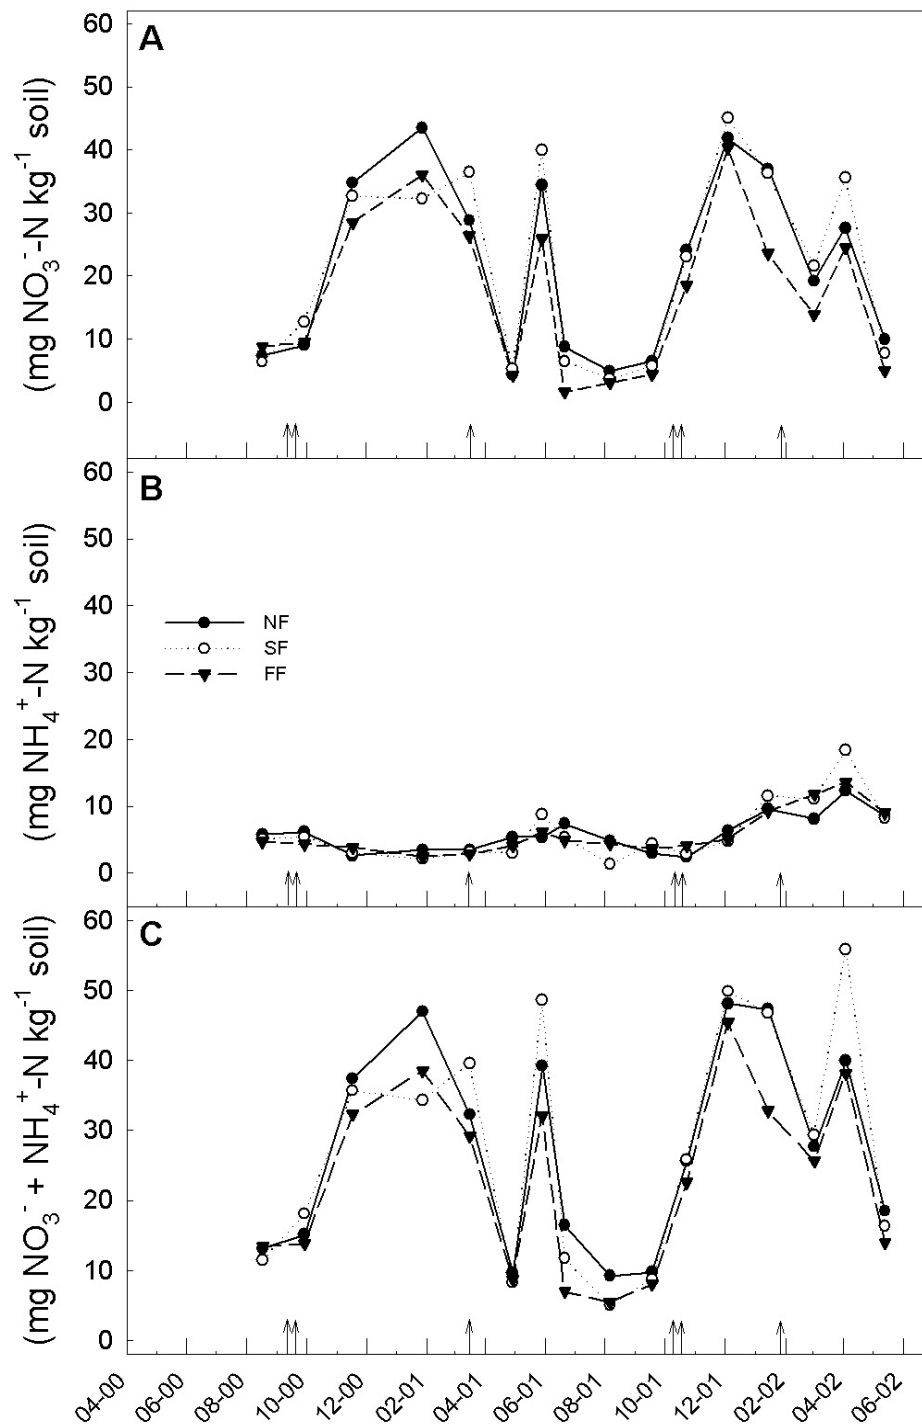 A
60
50
40
30
20
10
0
(mg NO₃⁻-N kg⁻¹ soil)
B
60
50
40
30
20
10
0
(mg NH₄⁺-N kg⁻¹ soil)
NF
SF
FF
C
60
50
40
30
20
10
0
(mg NO₃⁻ + NH₄⁺-N kg⁻¹ soil)
04-00 06-00 08-00 10-00 12-00 02-01 04-01 06-01 08-01 10-01 12-01 02-02 04-02 06-02